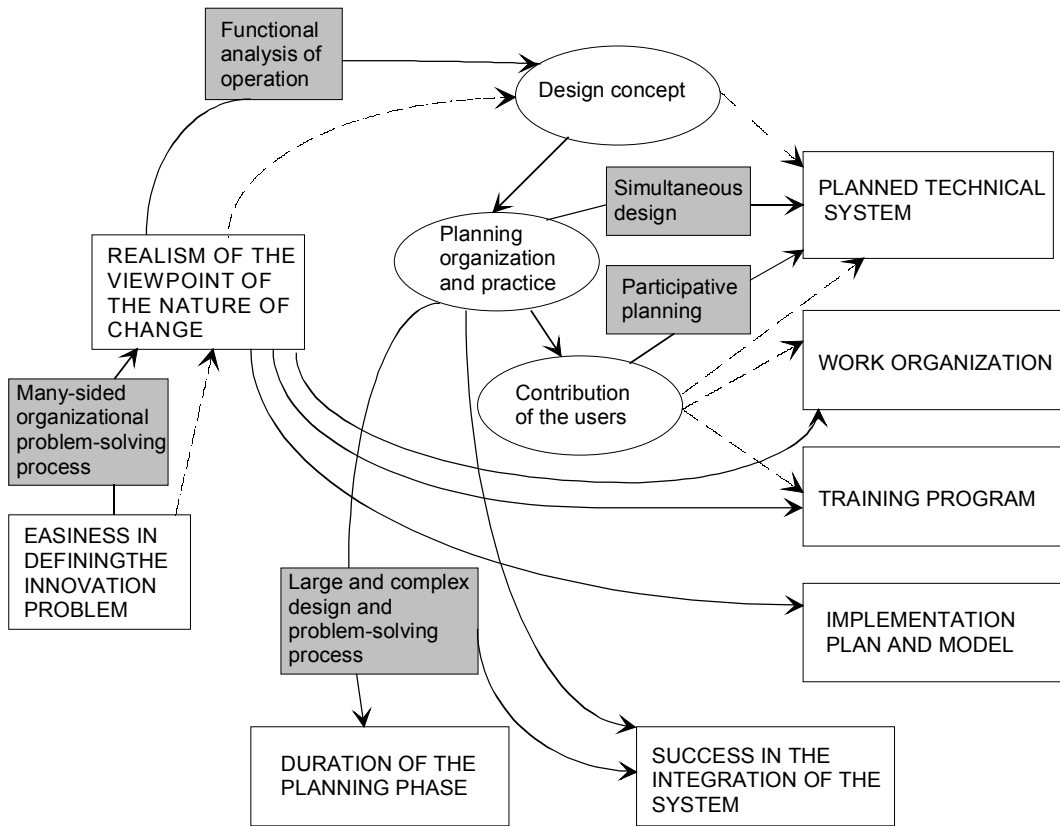 Functional
analysis of
operation
Design concept
Simultaneous
design
PLANNED TECHNICAL
SYSTEM
Planning
organization
and practice
REALISM OF THE
VIEWPOINT OF
THE NATURE OF
CHANGE
Participative
planning
WORK ORGANIZATION
Many-sided
organizational
problem-solving
process
Contribution
of the users
TRAINING PROGRAM
EASINESS IN
DEFININGTHE
INNOVATION
PROBLEM
Large and complex
design and
problem-solving
process
IMPLEMENTATION
PLAN AND MODEL
DURATION OF THE
PLANNING PHASE
SUCCESS IN THE
INTEGRATION OF THE
SYSTEM